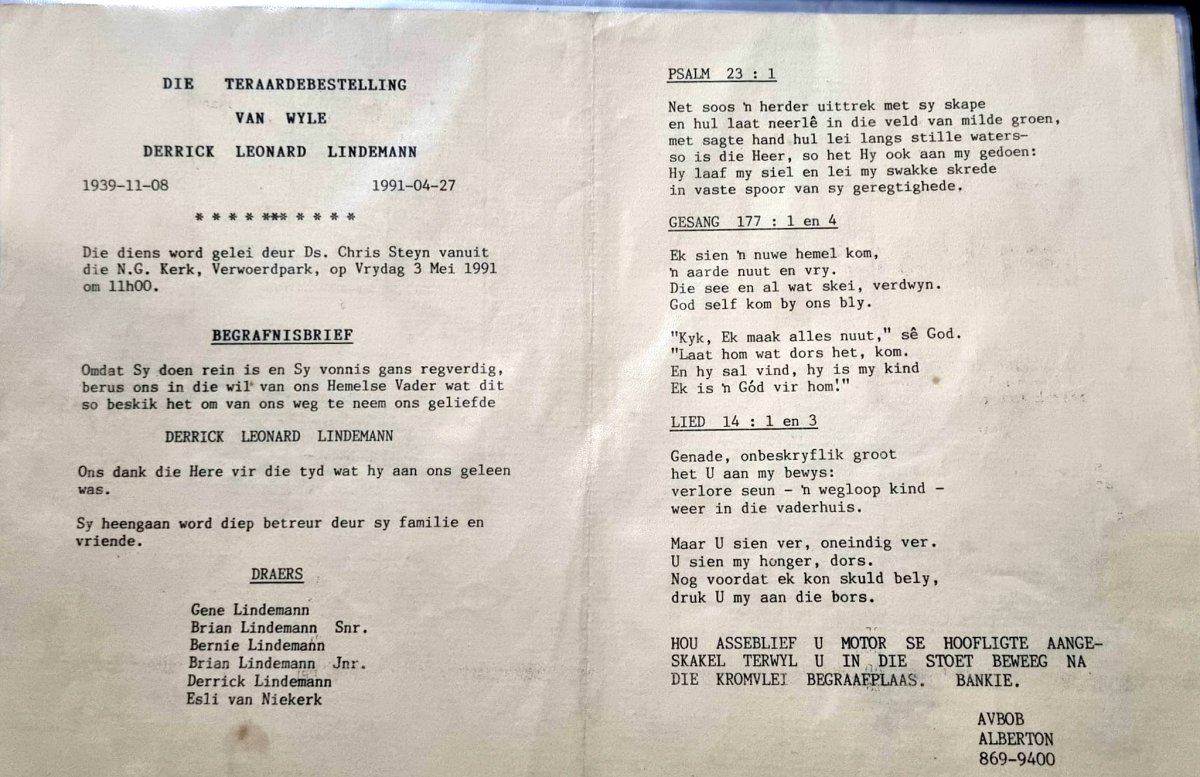 DIE TERAARDEBESTELLING
VAN WYLE
DERRICK LEONARD LINDEMANN
1939-11-08 1991-04-27
* * * * *** * * * *
Die diens word gelei deur Ds. Chris Steyn vanuit
die N.G. Kerk, Verwoerdpark, op Vrydag 3 Mei 1991
om 11h00.
BEGRAFNISBRIEF
Omdat Sy doen rein is en Sy vonnis gans regverdig,
berus ons in die wil van ons Hemelse Vader wat dit
so beskik het om van ons weg te neem ons geliefde
DERRICK LEONARD LINDEMANN
Ons dank die Here vir die tyd wat hy aan ons geleen
was.
Sy heengaan word diep betreur deur sy familie en
vriende.
DRAERS
Gene Lindemann
Brian Lindemann Snr.
Bernie Lindemann
Brian Lindemann Jnr.
Derrick Lindemann
Esli van Niekerk
PSALM 23 : 1
Net soos 'n herder uittrek met sy skape
en hul laat neerlê in die veld van milde groen,
met sagte hand hul lei langs stille waters-
so is die Heer, so het Hy ook aan my gedoen:
Hy laaf my siel en lei my swakke skrede
in vaste spoor van sy geregtighede.
GESANG 177 : 1 en 4
Ek sien 'n nuwe hemel kom,
'n aarde nuut en vry.
Die see en al wat skei, verdwyn.
God self kom by ons bly.
"Kyk, Ek maak alles nuut," sê God.
"Laat hom wat dors het, kom.
En hy sal vind, hy is my kind
Ek is 'n Gód vir hom!"
LIED 14 : 1 en 3
Genade, onbeskryflik groot
het U aan my bewys:
verlore seun - 'n wegloop kind -
weer in die vaderhuis.
Maar U sien ver, oneindig ver.
U sien my honger, dors.
Nog voordat ek kon skuld bely,
druk U my aan die bors.
HOU ASSEBLIEF U MOTOR SE HOOFLIGTE AANGE-
SKAKEL TERWYL U IN DIE STOET BEWEEG NA
DIE KROMVLEI BEGRAAFPLAAS. BANKIE.
AVBOB
ALBERTON
869-9400